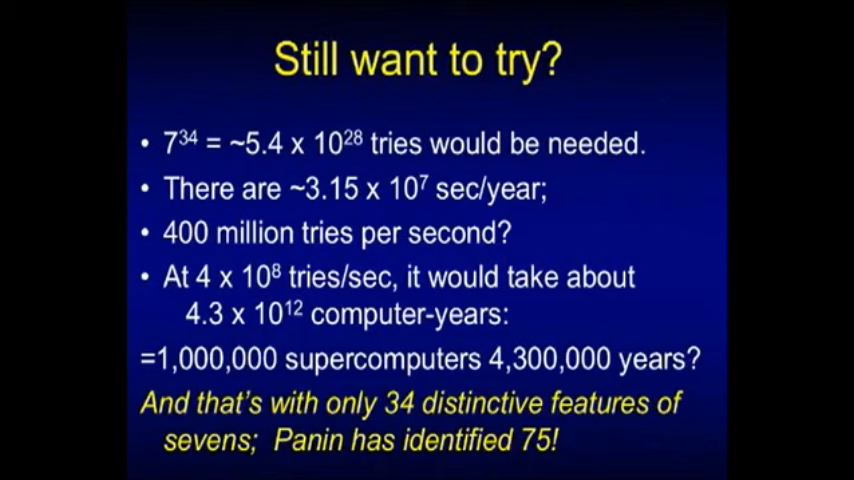 Still want to try?
• 7³⁴ = ~5.4 x 10²⁸ tries would be needed.
• There are ~3.15 x 10⁷ sec/year;
• 400 million tries per second?
• At 4 x 10⁸ tries/sec, it would take about
4.3 x 10¹² computer-years:
=1,000,000 supercomputers 4,300,000 years?
And that's with only 34 distinctive features of
sevens; Panin has identified 75!